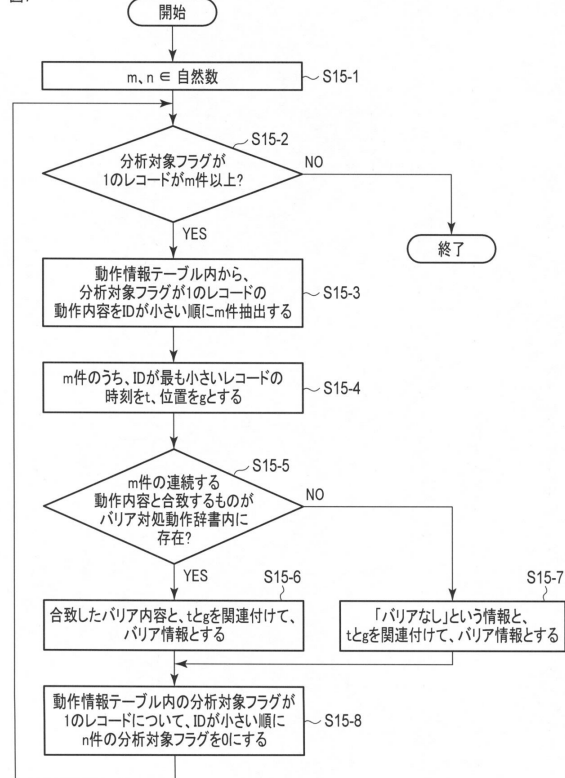 開始
m、n ∈ 自然数
S15-1
S15-2
分析対象フラグが
1のレコードがm件以上?
NO
YES
終了
動作情報テーブル内から、
分析対象フラグが1のレコードの
動作内容をIDが小さい順にm件抽出する
S15-3
m件のうち、IDが最も小さいレコードの
時刻をt、位置をgとする
S15-4
S15-5
m件の連続する
動作内容と合致するものが
バリア対処動作辞書内に
存在?
NO
YES
S15-6
合致したバリア内容と、tとgを関連付けて、
バリア情報とする
S15-7
「バリアなし」という情報と、
tとgを関連付けて、バリア情報とする
動作情報テーブル内の分析対象フラグが
1のレコードについて、IDが小さい順に
n件の分析対象フラグを0にする
S15-8